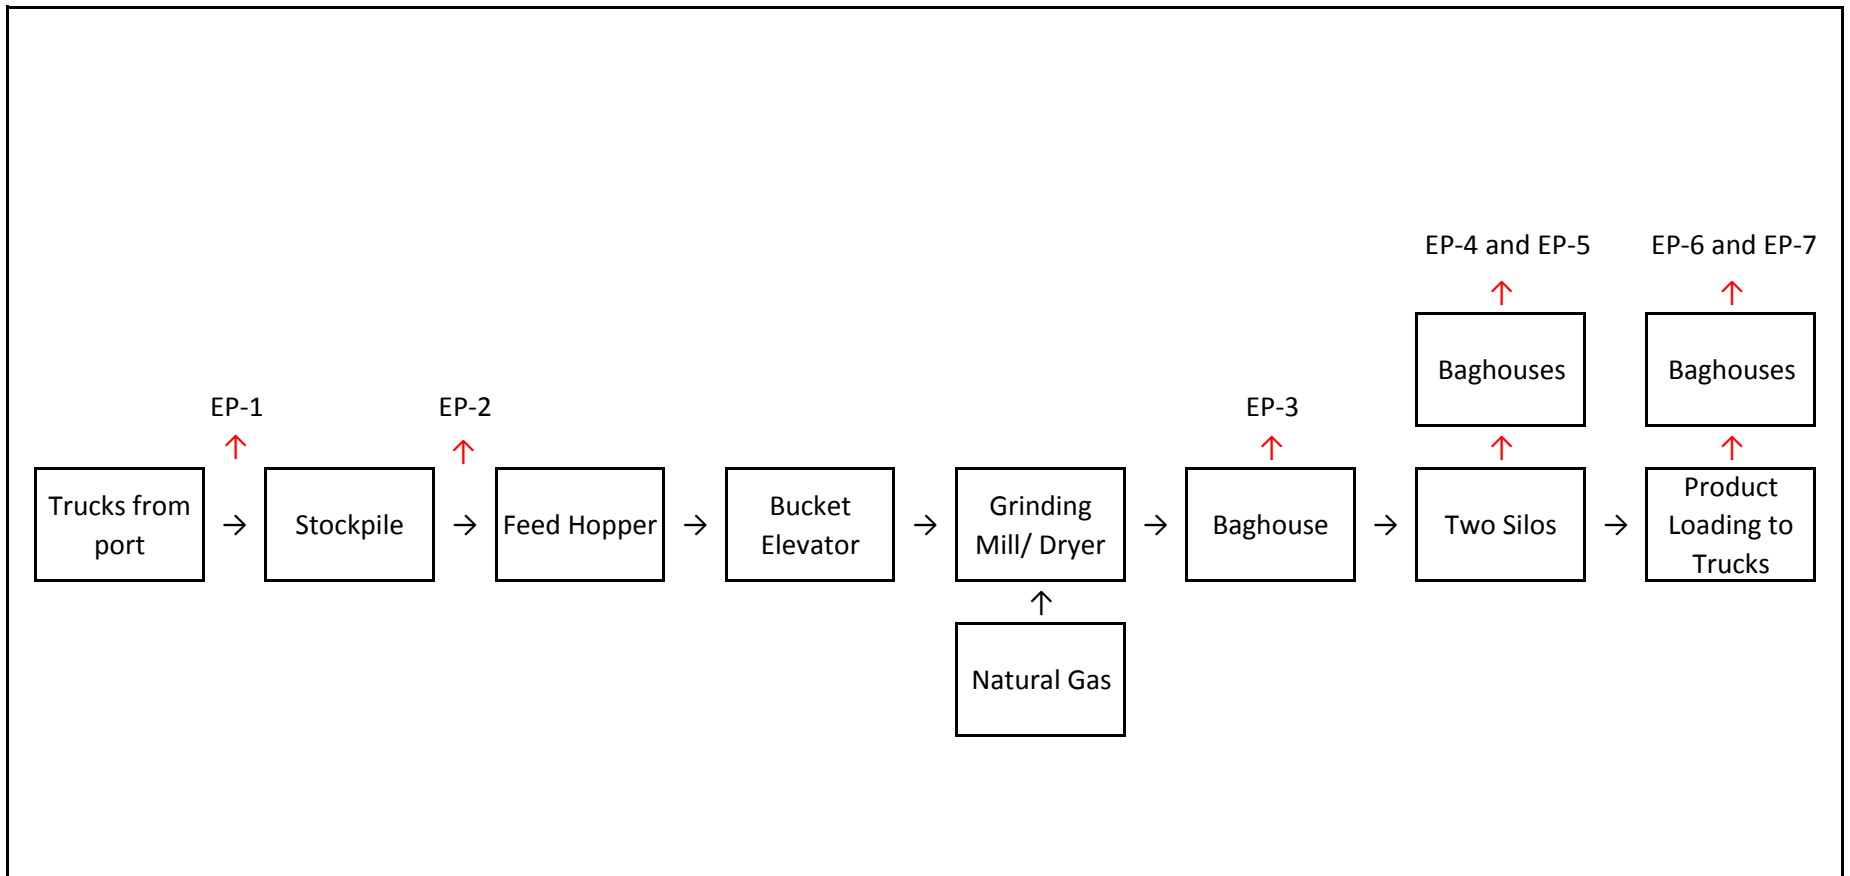 EP-4 and EP-5
EP-6 and EP-7
Baghouses
Baghouses
EP-1
EP-2
EP-3
Trucks from
port
Stockpile
Feed Hopper
Bucket
Elevator
Grinding
Mill/ Dryer
Baghouse
Two Silos
Product
Loading to
Trucks
Natural Gas